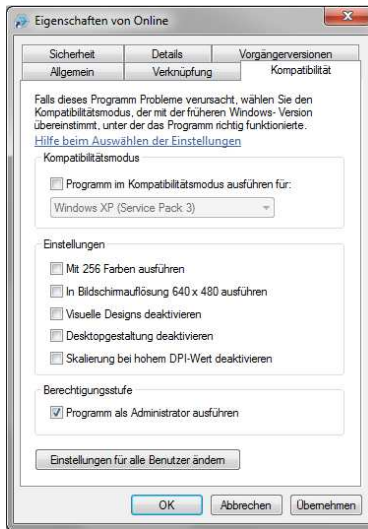 Eigenschaften von Online
Sicherheit Details Vorgängerversionen
Allgemein Verknüpfung Kompatibilität
Falls dieses Programm Probleme verursacht, wählen Sie den
Kompatibilitätsmodus, der mit der früheren Windows- Version
übereinstimmt, unter der das Programm richtig funktionierte.
Hilfe beim Auswählen der Einstellungen
Kompatibilitätsmodus
Programm im Kompatibilitätsmodus ausführen für:
Windows XP (Service Pack 3)
Einstellungen
Mit 256 Farben ausführen
In Bildschirmauflösung 640 x 480 ausführen
Visuelle Designs deaktivieren
Desktopgestaltung deaktivieren
Skalierung bei hohem DPI-Wert deaktivieren
Berechtigungsstufe
Programm als Administrator ausführen
Einstellungen für alle Benutzer ändern
OK Abbrechen Übernehmen